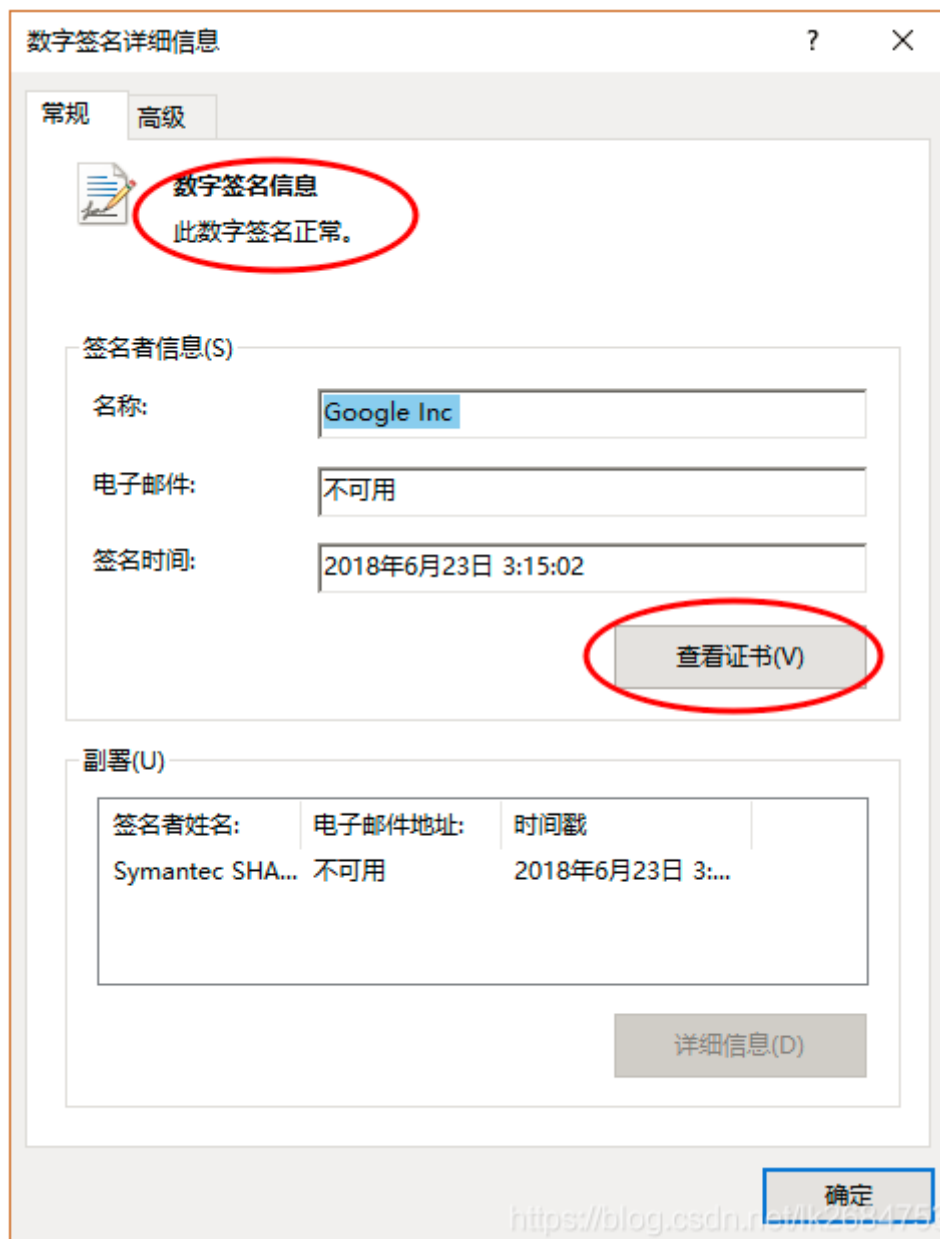 数字签名详细信息
常规
高级
数字签名信息
此数字签名正常。
签名者信息(S)
名称:
Google Inc
电子邮件:
不可用
签名时间:
2018年6月23日 3:15:02
查看证书(V)
副署(U)
签名者姓名: 电子邮件地址: 时间戳
Symantec SHA... 不可用 2018年6月23日 3:...
详细信息(D)
确定
https://blog.csdn.net/lk2684753